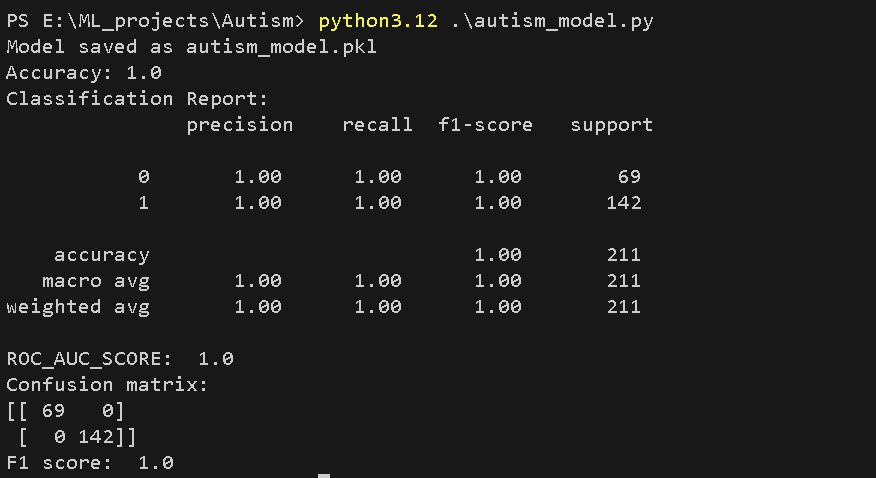 PS E:\ML_projects\Autism> python3.12 .\autism_model.py
Model saved as autism_model.pkl
Accuracy: 1.0
Classification Report:
              precision    recall  f1-score   support

           0       1.00      1.00      1.00        69
           1       1.00      1.00      1.00       142

    accuracy                           1.00       211
   macro avg       1.00      1.00      1.00       211
weighted avg       1.00      1.00      1.00       211

ROC_AUC_SCORE:  1.0
Confusion matrix:
[[ 69   0]
 [  0 142]]
F1 score:  1.0